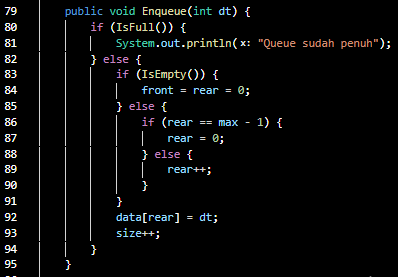 79 public void Enqueue(int dt) {
80 if (IsFull()) {
81 System.out.println(x: "Queue sudah penuh");
82 } else {
83 if (IsEmpty()) {
84 front = rear = 0;
85 } else {
86 if (rear == max - 1) {
87 rear = 0;
88 } else {
89 rear++;
90 }
91 }
92 data[rear] = dt;
93 size++;
94 }
95 }